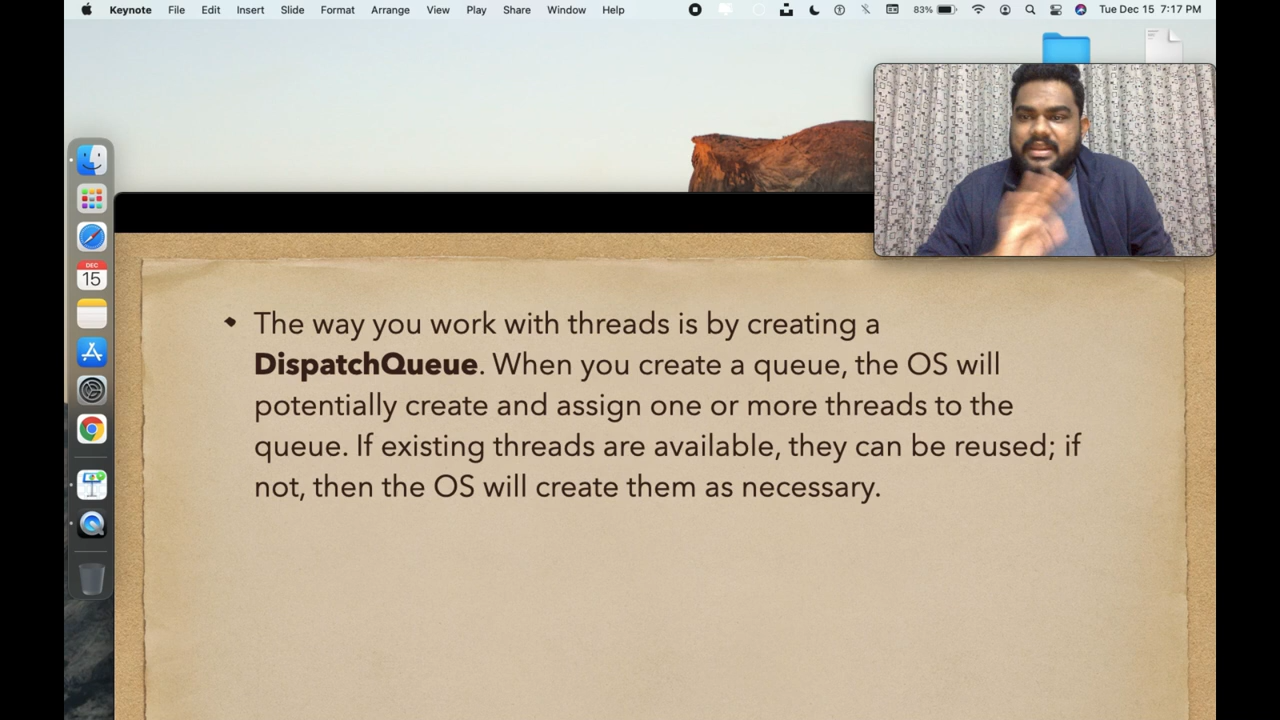 Keynote File Edit Insert Slide Format Arrange View Play Share Window Help 83% Tue Dec 15 7:17 PM
DEC
15
The way you work with threads is by creating a
DispatchQueue. When you create a queue, the OS will
potentially create and assign one or more threads to the
queue. If existing threads are available, they can be reused; if
not, then the OS will create them as necessary.